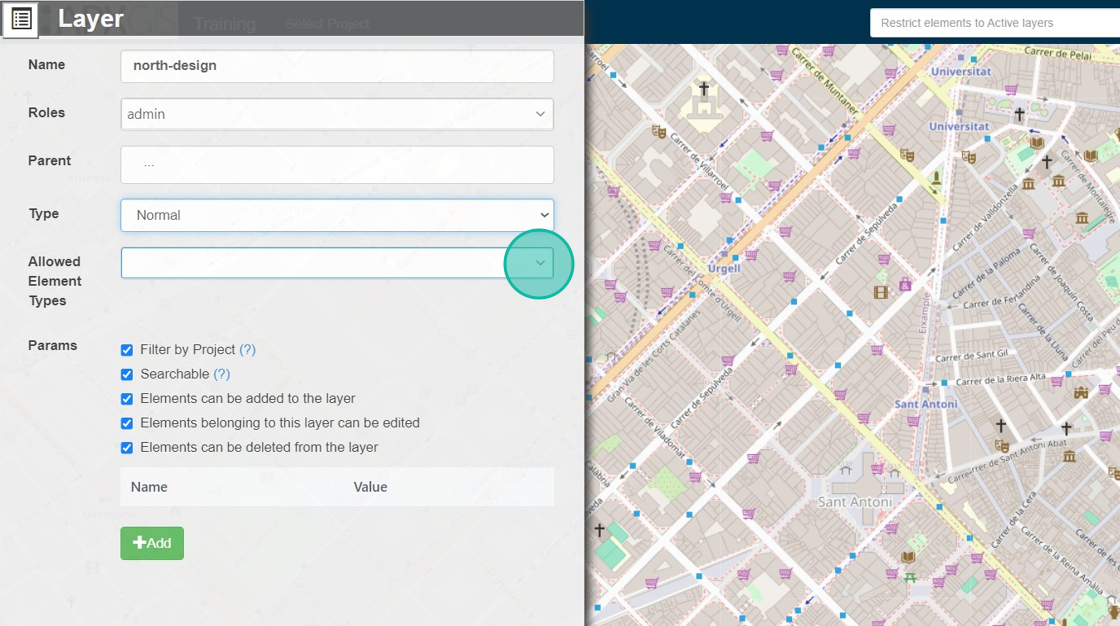 Layer
Training
Select Project
Restrict elements to Active layers
Name
north-design
Roles
admin
Parent
...
Type
Normal
Allowed
Element
Types
Params
Filter by Project (?)
Searchable (?)
Elements can be added to the layer
Elements belonging to this layer can be edited
Elements can be deleted from the layer
Name Value
Add
Carrer de Pelai
Universitat
Carrer de Muntaner
Universitat
Carrer de Villarroel
Carrer de Montalegre
Carrer de Valldonzella
Carrer de Sepúlveda
Carrer de la Paloma
Urgell
Carrer del Comte d'Urgell
Carrer de Joaquín Costa
Carrer de Ferlandina
Eixample
Carrer de la Lluna
Gran Via de les Corts Catalanes
Carrer de Sant Gil
Carrer de la Riera Alta
Carrer de Sepúlveda
Sant Antoni
Carrer de Viladomat
Carrer de Sant Antoni Abat
Calàbria
Sant Antoni
Carrer de la Cera
Carrer de la Reina Amàlia